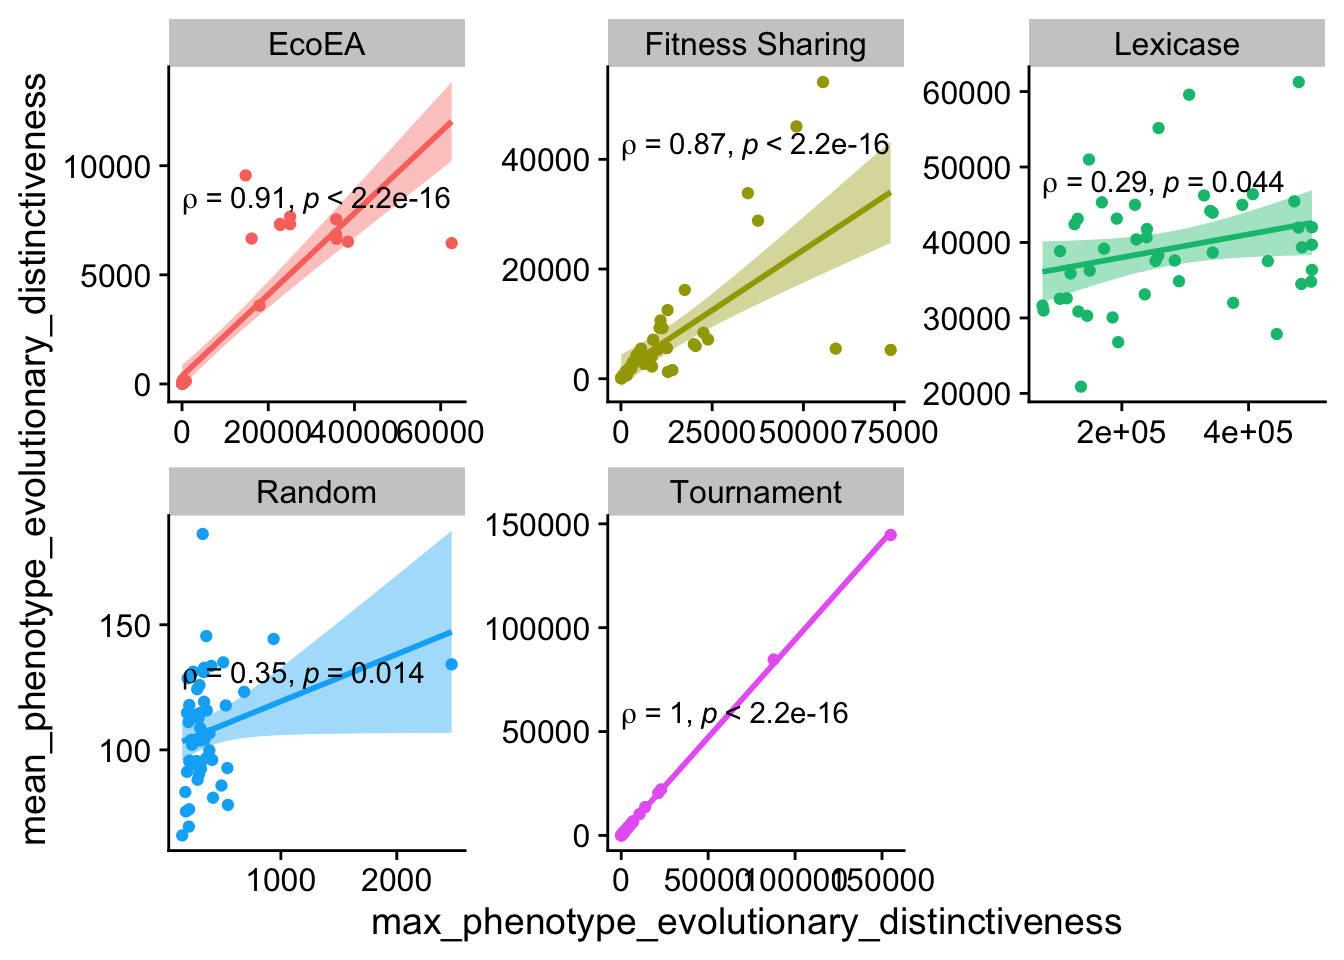 EcoEA
Fitness Sharing
Lexicase
mean_phenotype_evolutionary_distinctiveness
10000
5000
0
ρ = 0.91, p < 2.2e-16
0
20000
40000
60000
40000
20000
0
ρ = 0.87, p < 2.2e-16
0
25000
50000
75000
60000
50000
40000
30000
20000
ρ = 0.29, p = 0.044
2e+05
4e+05
Random
Tournament
150
100
ρ = 0.35, p = 0.014
1000
2000
150000
100000
50000
0
ρ = 1, p < 2.2e-16
0
50000
100000
150000
max_phenotype_evolutionary_distinctiveness